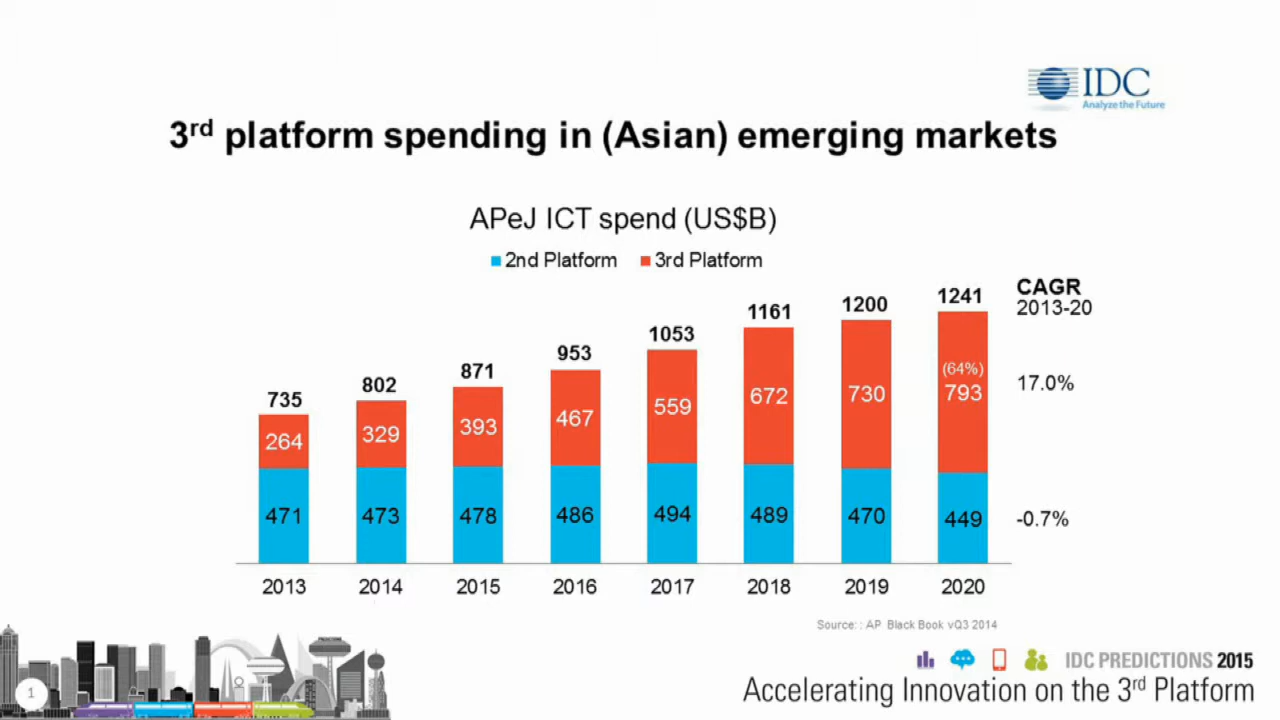 IDC
Analyze the Future
3rd platform spending in (Asian) emerging markets
APeJ ICT spend (US$B)
2nd Platform 3rd Platform
CAGR
2013-20
735 802 871 953 1053 1161 1200 1241
264 329 393 467 559 672 730 (64%) 793 17.0%
471 473 478 486 494 489 470 449 -0.7%
2013 2014 2015 2016 2017 2018 2019 2020
Source: : AP Black Book vQ3 2014
IDC PREDICTIONS 2015
Accelerating Innovation on the 3rd Platform
1